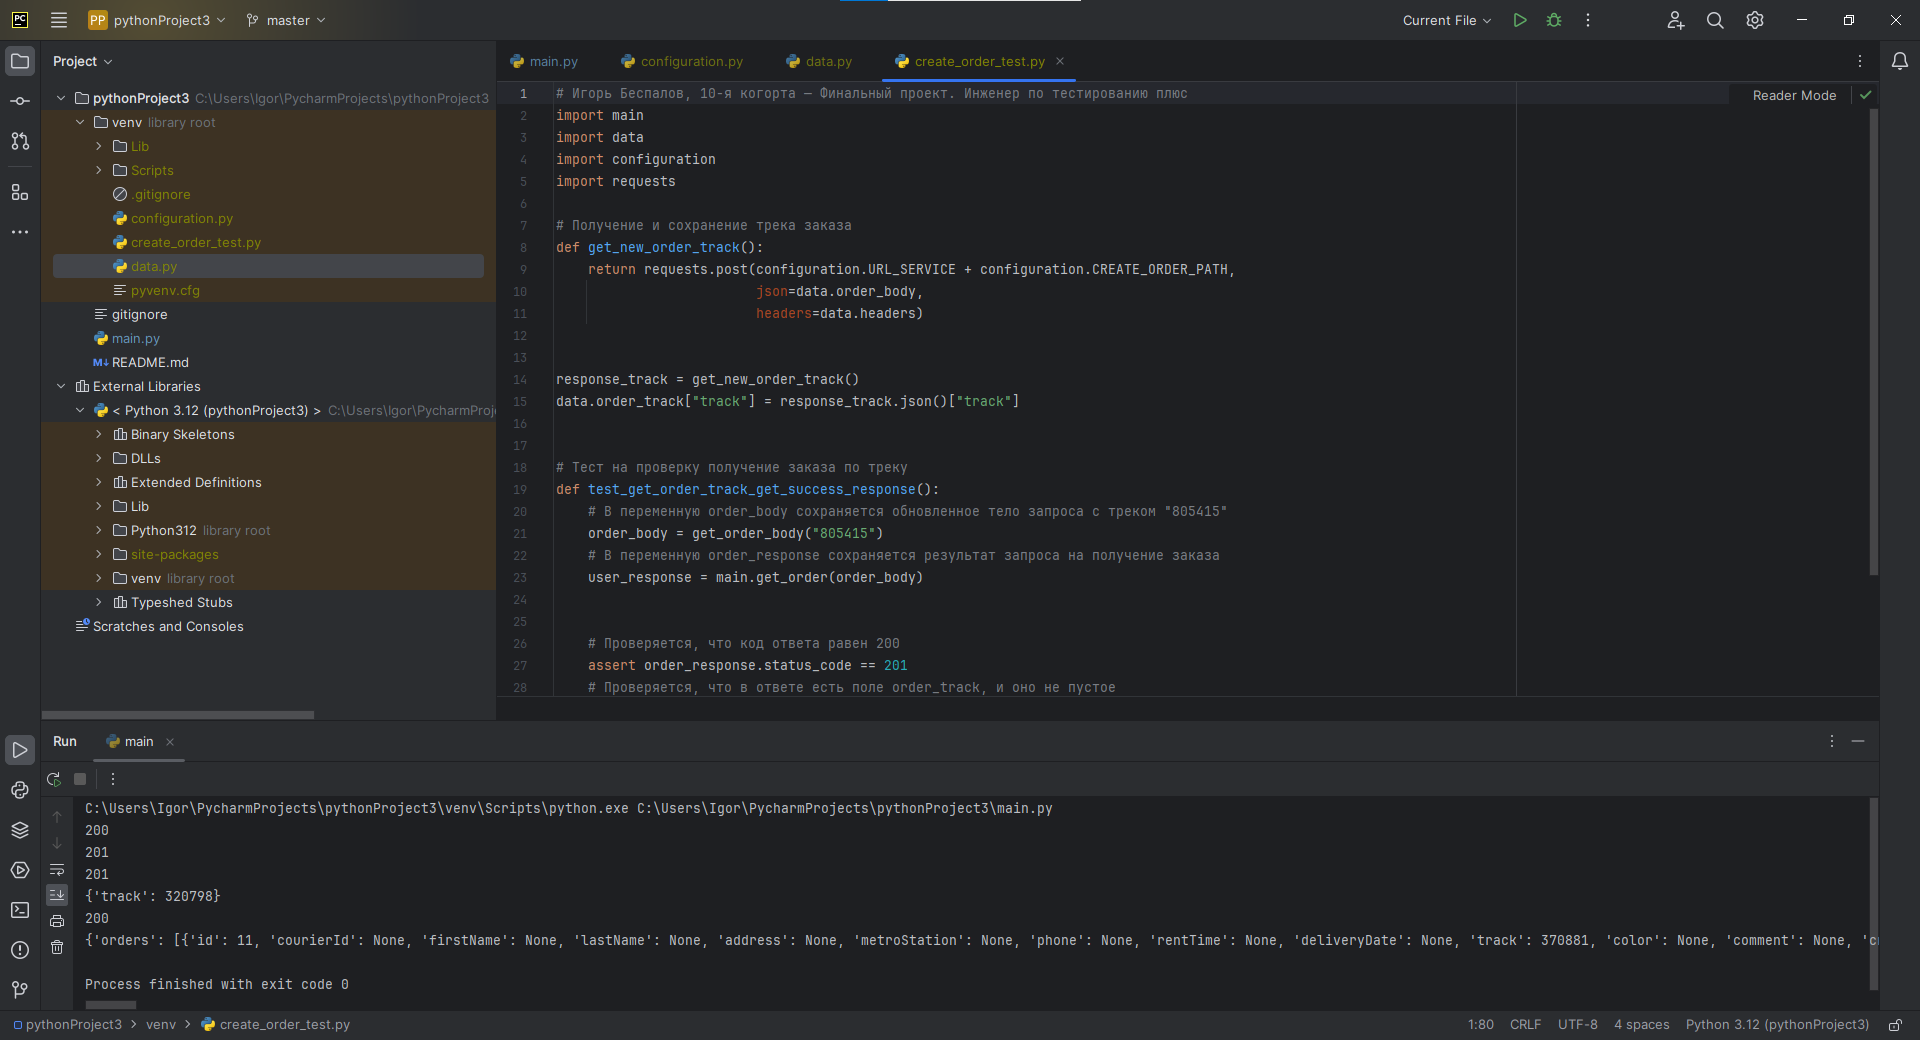 PC PP pythonProject3 master Current File
Project
pythonProject3 C:\Users\Igor\PycharmProjects\pythonProject3
venv library root
Lib
Scripts
.gitignore
configuration.py
create_order_test.py
data.py
pyvenv.cfg
gitignore
main.py
M↓ README.md
External Libraries
< Python 3.12 (pythonProject3) > C:\Users\Igor\PycharmProj
Binary Skeletons
DLLs
Extended Definitions
Lib
Python312 library root
site-packages
venv library root
Typeshed Stubs
Scratches and Consoles
main.py configuration.py data.py create_order_test.py
Reader Mode
1 # Игорь Беспалов, 10-я когорта — Финальный проект. Инженер по тестированию плюс
2 import main
3 import data
4 import configuration
5 import requests
6
7 # Получение и сохранение трека заказа
8 def get_new_order_track():
9 return requests.post(configuration.URL_SERVICE + configuration.CREATE_ORDER_PATH,
10 json=data.order_body,
11 headers=data.headers)
12
13
14 response_track = get_new_order_track()
15 data.order_track["track"] = response_track.json()["track"]
16
17
18 # Тест на проверку получение заказа по треку
19 def test_get_order_track_get_success_response():
20 # В переменную order_body сохраняется обновленное тело запроса с треком "805415"
21 order_body = get_order_body("805415")
22 # В переменную order_response сохраняется результат запроса на получение заказа
23 user_response = main.get_order(order_body)
24
25
26 # Проверяется, что код ответа равен 200
27 assert order_response.status_code == 201
28 # Проверяется, что в ответе есть поле order_track, и оно не пустое
Run main
C:\Users\Igor\PycharmProjects\pythonProject3\venv\Scripts\python.exe C:\Users\Igor\PycharmProjects\pythonProject3\main.py
200
201
201
{'track': 320798}
200
{'orders': [{'id': 11, 'courierId': None, 'firstName': None, 'lastName': None, 'address': None, 'metroStation': None, 'phone': None, 'rentTime': None, 'deliveryDate': None, 'track': 370881, 'color': None, 'comment': None, 'c
Process finished with exit code 0
pythonProject3 > venv > create_order_test.py
1:80 CRLF UTF-8 4 spaces Python 3.12 (pythonProject3)